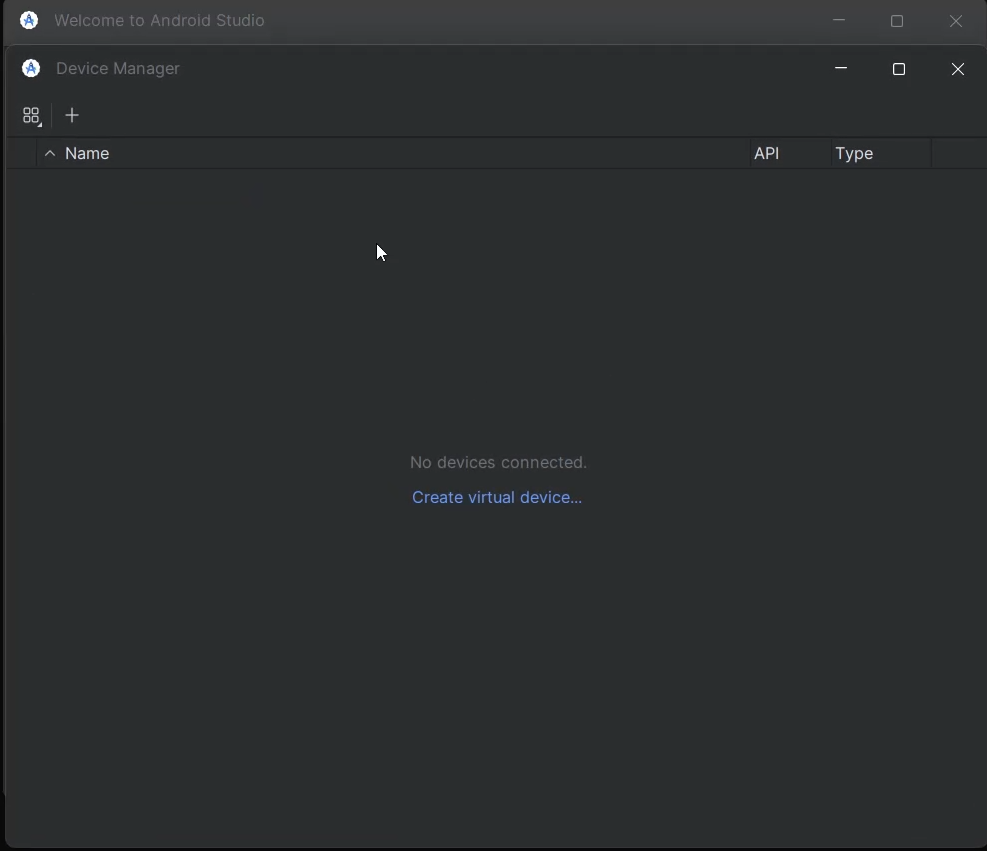 Welcome to Android Studio
Device Manager
Name API Type
No devices connected.
Create virtual device...